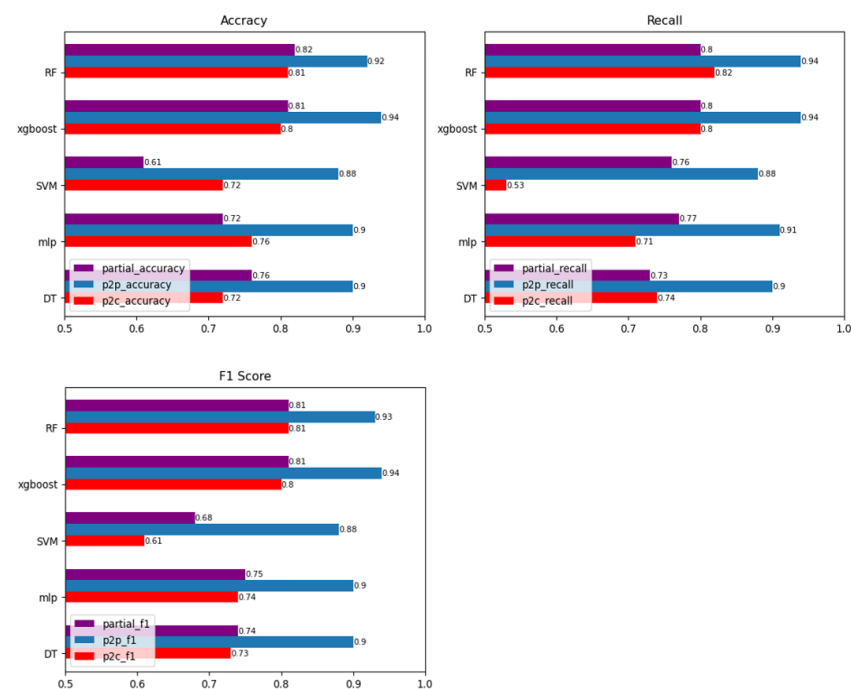 Accracy
RF
0.82
0.92
0.81
xgboost
0.81
0.94
0.8
SVM
0.61
0.88
0.72
mlp
0.72
0.9
0.76
DT
0.76
0.9
0.72
partial_accuracy
p2p_accuracy
p2c_accuracy
0.5 0.6 0.7 0.8 0.9 1.0
Recall
RF
0.8
0.94
0.82
xgboost
0.8
0.94
0.8
SVM
0.76
0.88
0.53
mlp
0.77
0.91
0.71
DT
0.73
0.9
0.74
partial_recall
p2p_recall
p2c_recall
0.5 0.6 0.7 0.8 0.9 1.0
F1 Score
RF
0.81
0.93
0.81
xgboost
0.81
0.94
0.8
SVM
0.68
0.88
0.61
mlp
0.75
0.9
0.74
DT
0.74
0.9
0.73
partial_f1
p2p_f1
p2c_f1
0.5 0.6 0.7 0.8 0.9 1.0